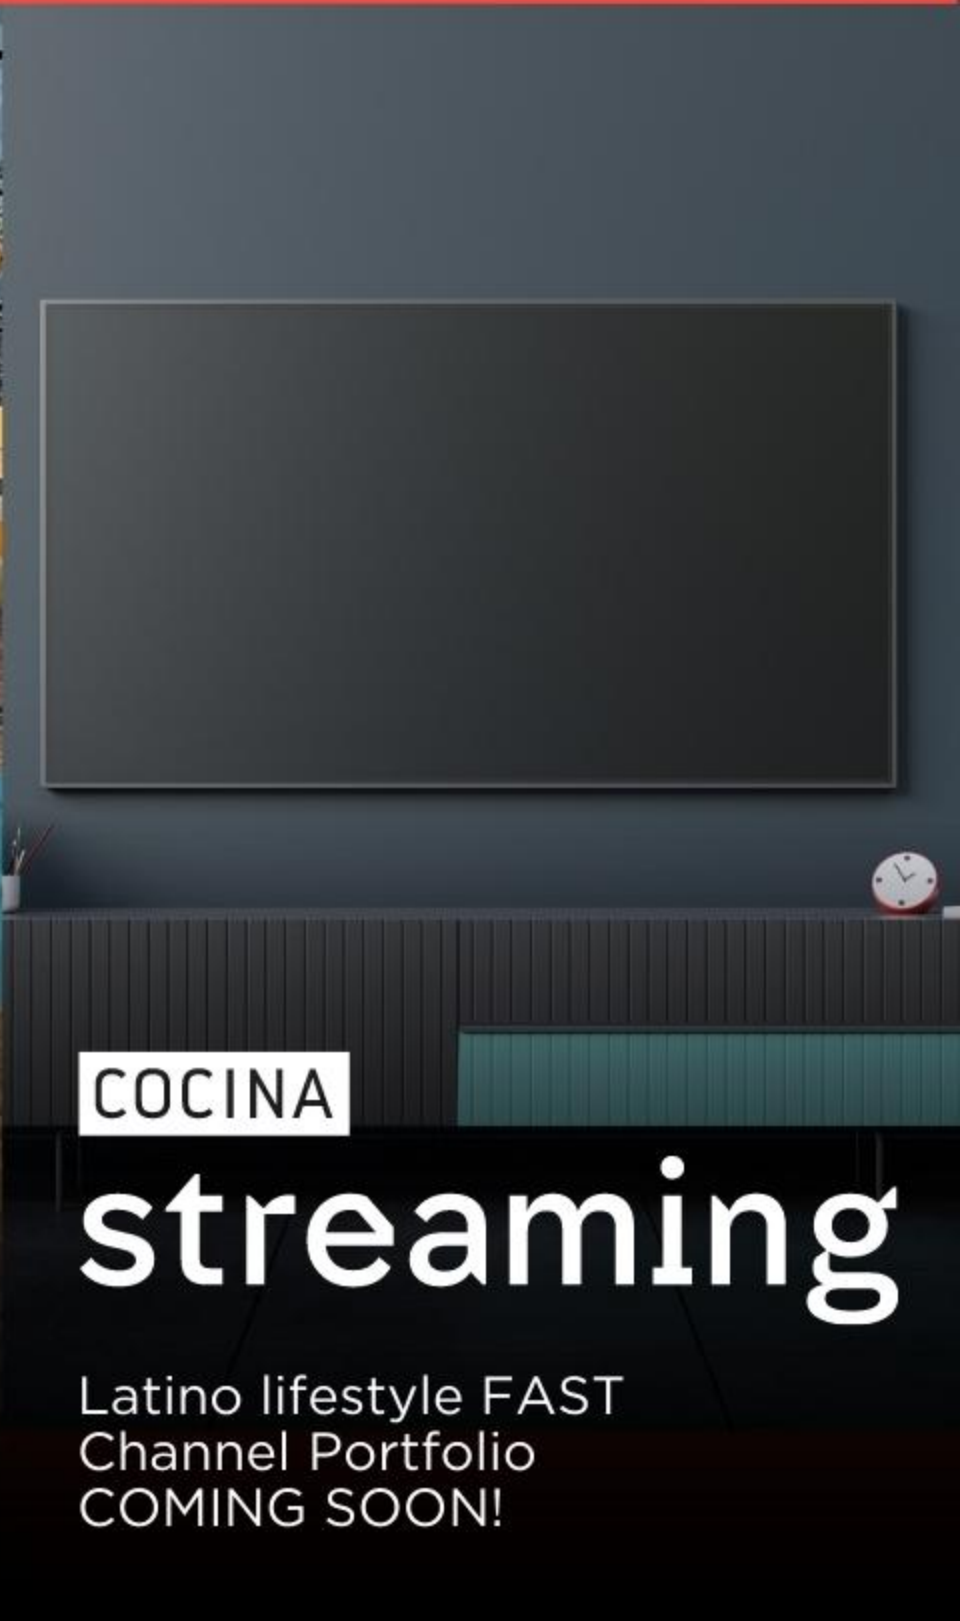 COCINA
streaming
Latino lifestyle FAST
Channel Portfolio
COMING SOON!